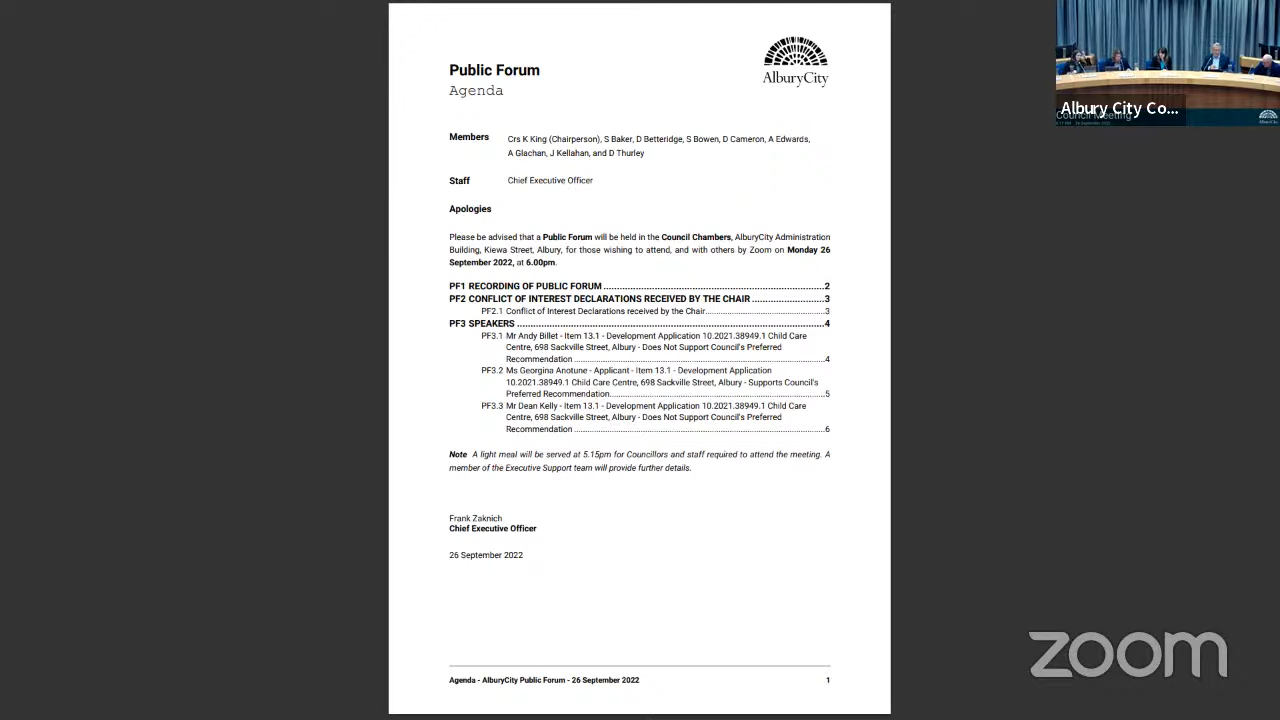 Public Forum
Agenda
AlburyCity
Members
Crs K King (Chairperson), S Baker, D Betteridge, S Bowen, D Cameron, A Edwards,
A Glachan, J Kellahan, and D Thurley
Staff
Chief Executive Officer
Apologies
Please be advised that a Public Forum will be held in the Council Chambers, AlburyCity Administration
Building, Kiewa Street, Albury, for those wishing to attend, and with others by Zoom on Monday 26
September 2022, at 6.00pm.
PF1 RECORDING OF PUBLIC FORUM ...2
PF2 CONFLICT OF INTEREST DECLARATIONS RECEIVED BY THE CHAIR ...3
PF2.1 Conflict of Interest Declarations received by the Chair...3
PF3 SPEAKERS ...4
PF3.1 Mr Andy Billet - Item 13.1 - Development Application 10.2021.38949.1 Child Care
Centre, 698 Sackville Street, Albury - Does Not Support Council's Preferred
Recommendation ...4
PF3.2 Ms Georgina Anotune - Applicant - Item 13.1 - Development Application
10.2021.38949.1 Child Care Centre, 698 Sackville Street, Albury - Supports Council's
Preferred Recommendation...5
PF3.3 Mr Dean Kelly - Item 13.1 - Development Application 10.2021.38949.1 Child Care
Centre, 698 Sackville Street, Albury - Does Not Support Council's Preferred
Recommendation ...6
Note A light meal will be served at 5.15pm for Councillors and staff required to attend the meeting. A
member of the Executive Support team will provide further details.
Frank Zaknich
Chief Executive Officer
26 September 2022
Agenda - AlburyCity Public Forum - 26 September 2022 1
Albury City Co...
Council Meeting
zoom